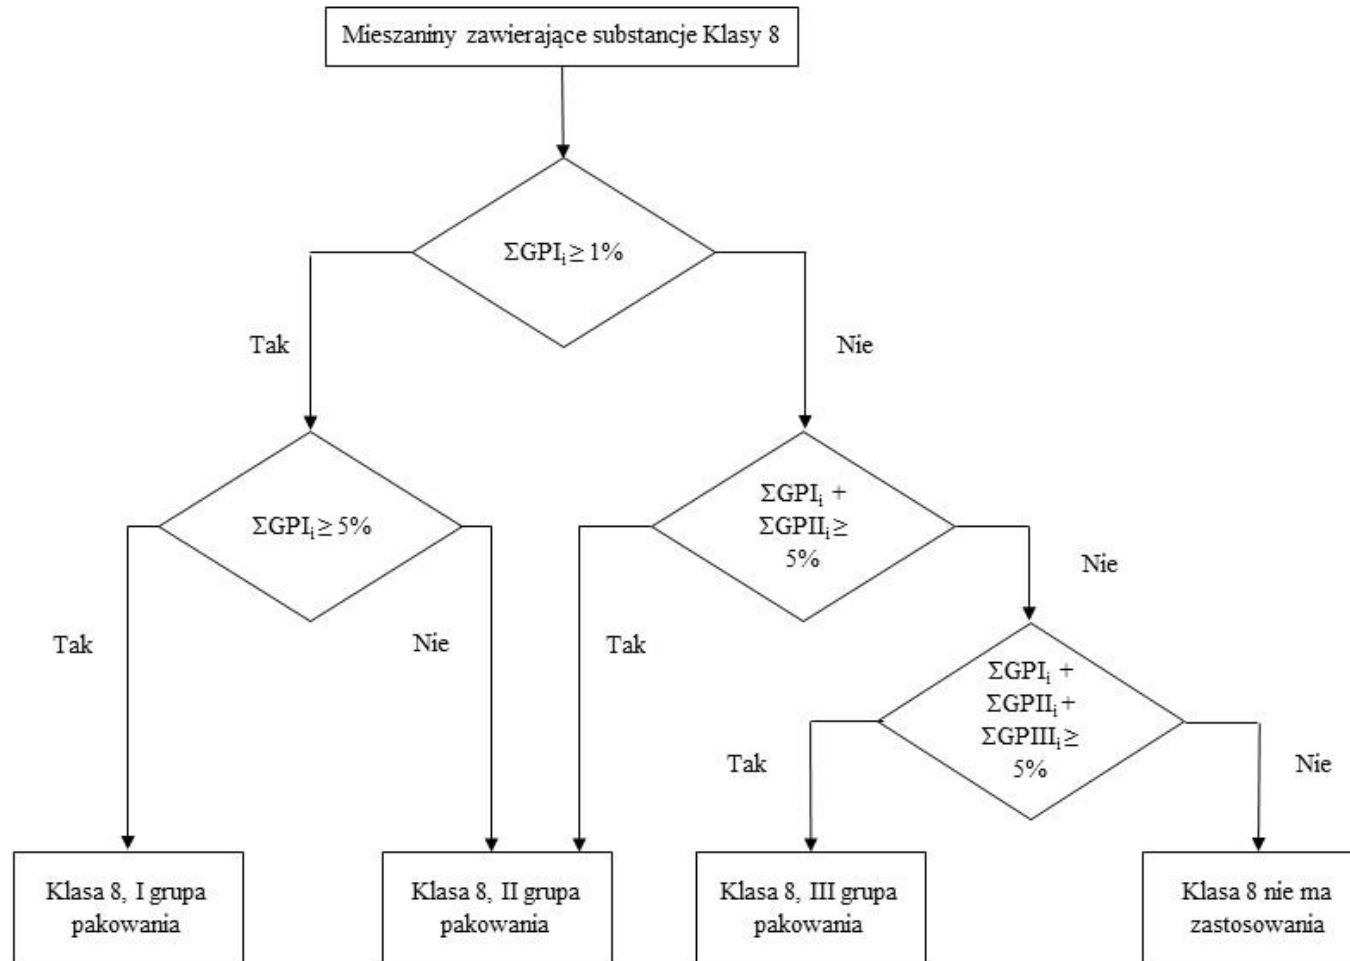 Mieszaniny zawierające substancje Klasy 8
ΣGPIᵢ ≥ 1%
Tak
Nie
ΣGPIᵢ ≥ 5%
ΣGPIᵢ +
ΣGPIIᵢ ≥
5%
Nie
Tak
Nie
Tak
ΣGPIᵢ +
ΣGPIIᵢ +
ΣGPIIIᵢ ≥
5%
Tak
Nie
Klasa 8, I grupa
pakowania
Klasa 8, II grupa
pakowania
Klasa 8, III grupa
pakowania
Klasa 8 nie ma
zastosowania